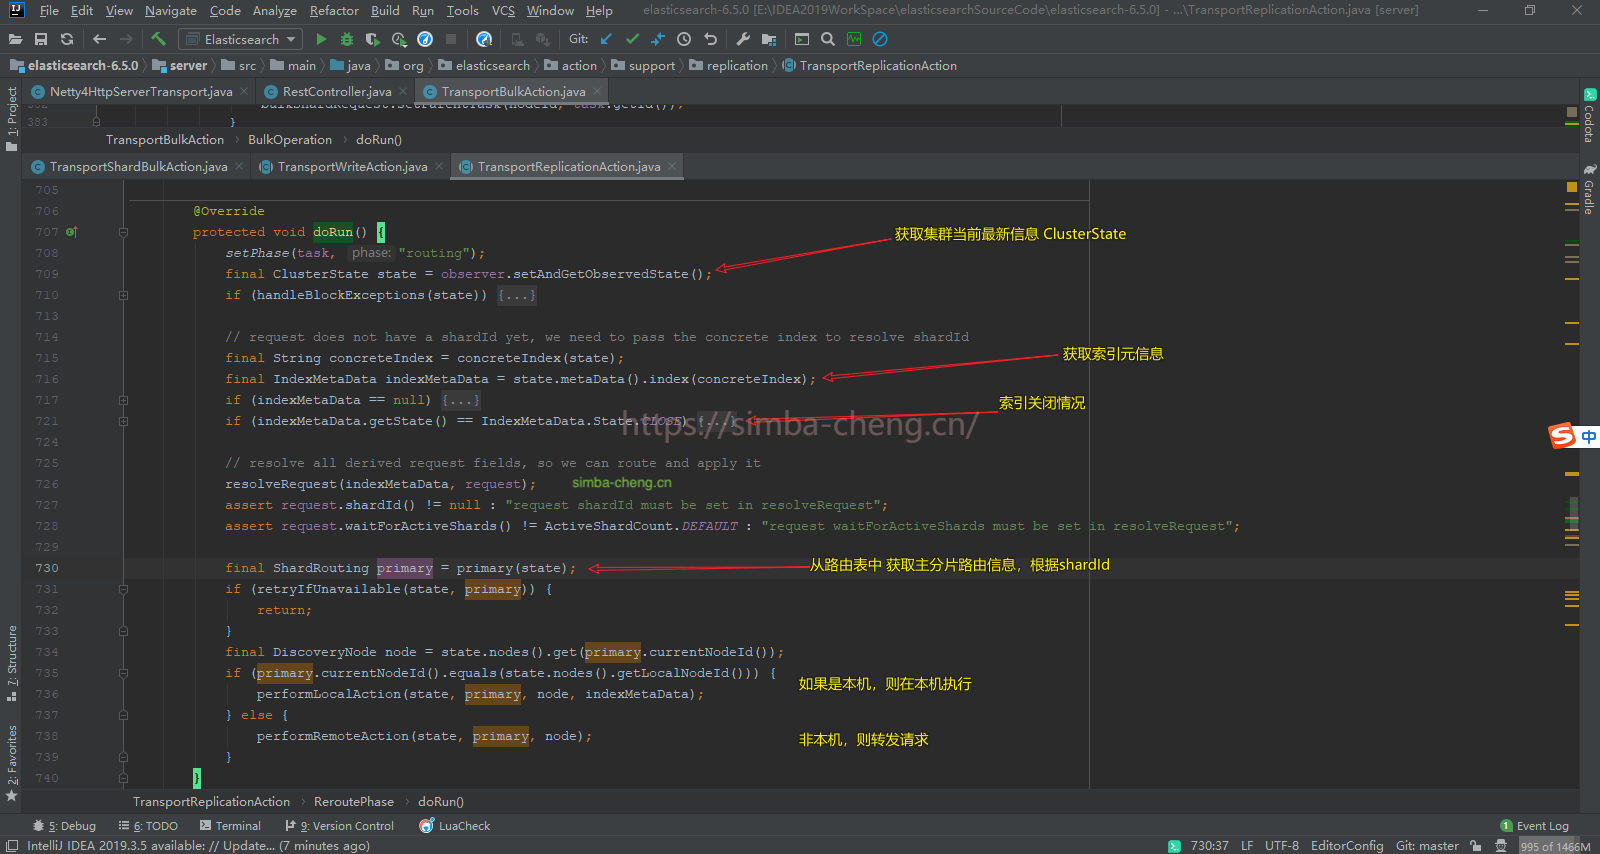 File Edit View Navigate Code Analyze Refactor Build Run Tools VCS Window Help elasticsearch-6.5.0 [E:\IDEA2019WorkSpace\elasticsearchSourceCode\elasticsearch-6.5.0] - ...\TransportReplicationAction.java [server]
Elasticsearch Git:
elasticsearch-6.5.0 server src main java org elasticsearch action support replication TransportReplicationAction
Netty4HttpServerTransport.java RestController.java TransportBulkAction.java
383 }
TransportBulkAction BulkOperation doRun()
TransportShardBulkAction.java TransportWriteAction.java TransportReplicationAction.java
705
706 @Override
707 protected void doRun() {
获取集群当前最新信息 ClusterState
708 setPhase(task, phase: "routing");
709 final ClusterState state = observer.setAndGetObservedState();
710 if (handleBlockExceptions(state)) {...}
713
714 // request does not have a shardId yet, we need to pass the concrete index to resolve shardId
715 final String concreteIndex = concreteIndex(state);
获取索引元信息
716 final IndexMetaData indexMetaData = state.metaData().index(concreteIndex);
717 if (indexMetaData == null) {...}
索引关闭情况
721 if (indexMetaData.getState() == IndexMetaData.State.CLOSE) {...}
https://simba-cheng.cn/
724
725 // resolve all derived request fields, so we can route and apply it
726 resolveRequest(indexMetaData, request); simba-cheng.cn
727 assert request.shardId() != null : "request shardId must be set in resolveRequest";
728 assert request.waitForActiveShards() != ActiveShardCount.DEFAULT : "request waitForActiveShards must be set in resolveRequest";
729
730 final ShardRouting primary = primary(state); 从路由表中 获取主分片路由信息，根据shardId
731 if (retryIfUnavailable(state, primary)) {
732 return;
733 }
734 final DiscoveryNode node = state.nodes().get(primary.currentNodeId());
735 if (primary.currentNodeId().equals(state.nodes().getLocalNodeId())) {
如果是本机，则在本机执行
736 performLocalAction(state, primary, node, indexMetaData);
737 } else {
738 performRemoteAction(state, primary, node); 非本机，则转发请求
739 }
740 }
TransportReplicationAction ReroutePhase doRun()
5: Debug 6: TODO Terminal 9: Version Control LuaCheck 1 Event Log
IntelliJ IDEA 2019.3.5 available: // Update... (7 minutes ago) 730:37 LF UTF-8 EditorConfig Git: master 995 of 1466M
1: Project
7: Structure
2: Favorites
Codota
Gradle
中